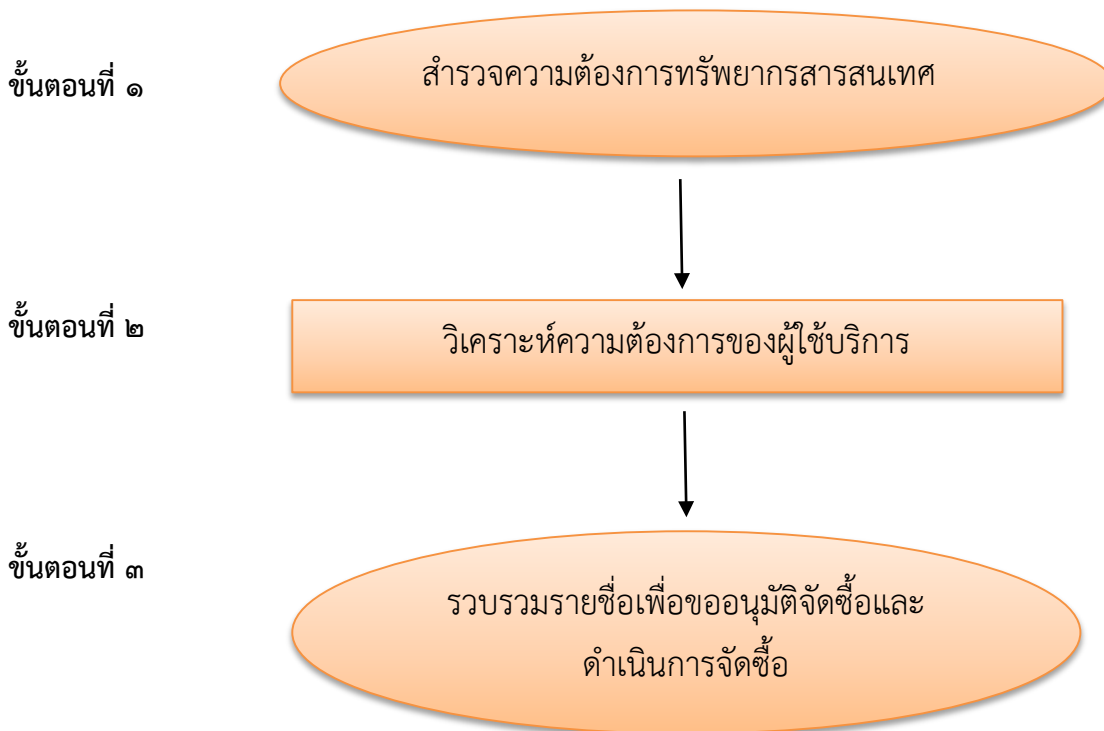 ขั้นตอนที่ ๑
สำรวจความต้องการทรัพยากรสารสนเทศ
ขั้นตอนที่ ๒
วิเคราะห์ความต้องการของผู้ใช้บริการ
ขั้นตอนที่ ๓
รวบรวมรายชื่อเพื่อขออนุมัติจัดซื้อและ
ดำเนินการจัดซื้อ